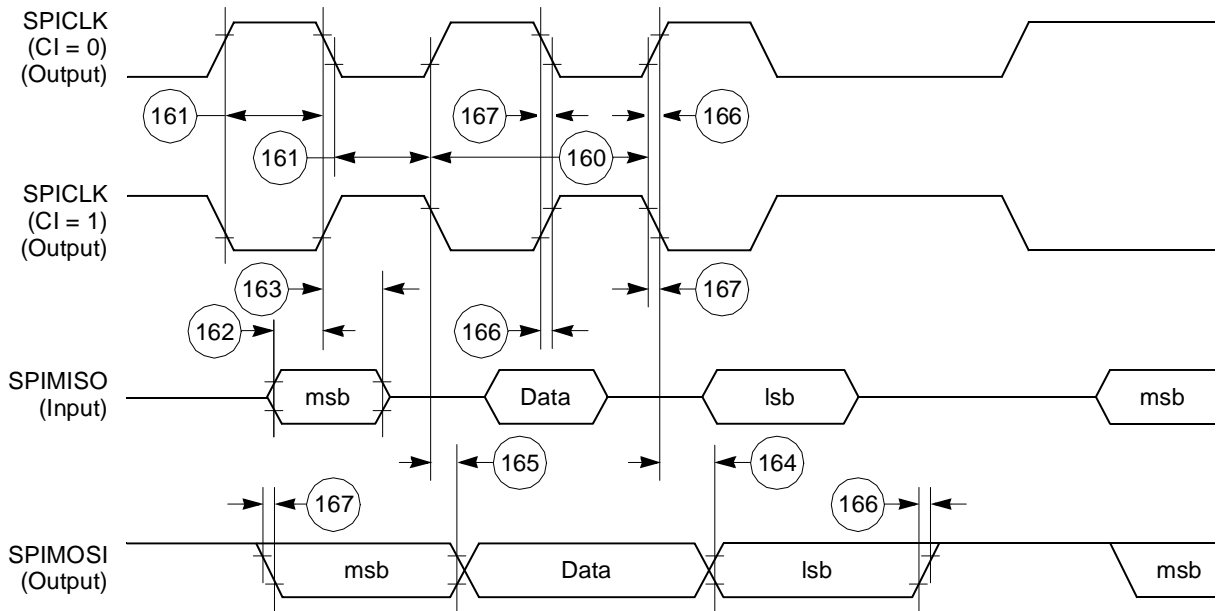 SPICLK
(CI = 0)
(Output)
161
167
166
161
160
SPICLK
(CI = 1)
(Output)
163
167
162
166
SPIMISO
(Input)
msb
Data
lsb
msb
165
164
167
166
SPIMOSI
(Output)
msb
Data
lsb
msb